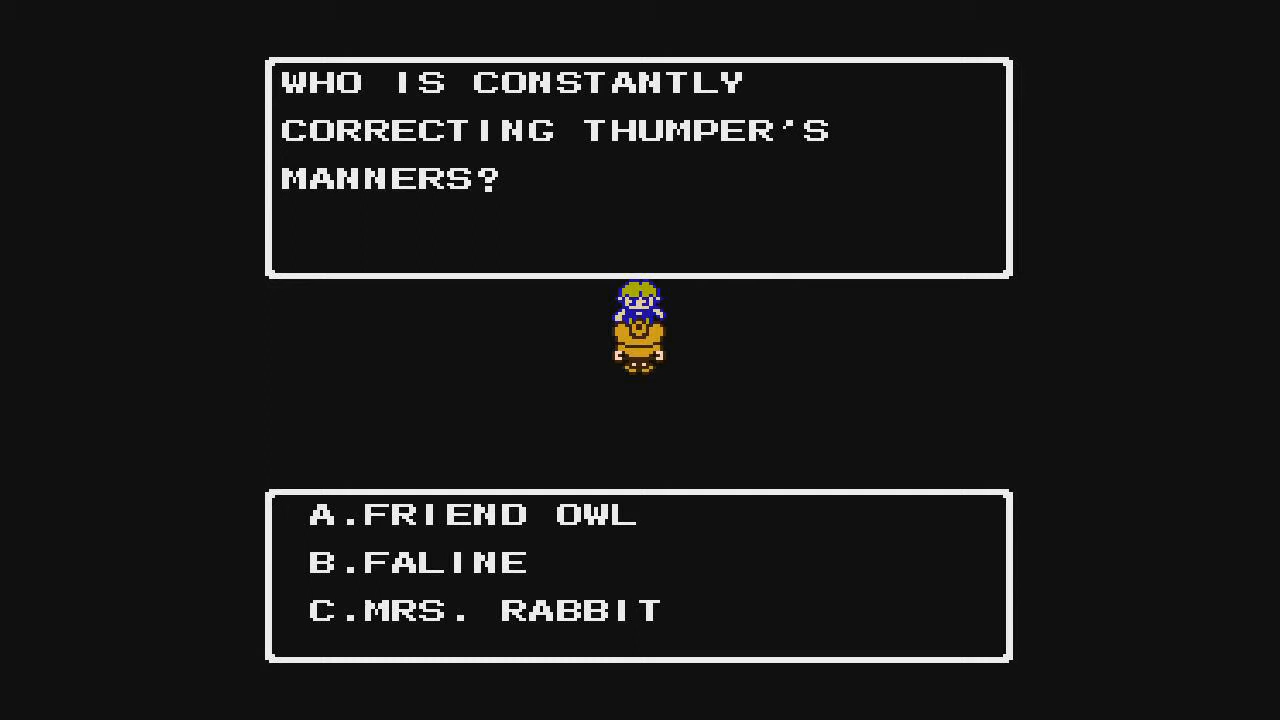 WHO IS CONSTANTLY
CORRECTING THUMPER'S
MANNERS?
A.FRIEND OWL
B.FALINE
C.MRS. RABBIT